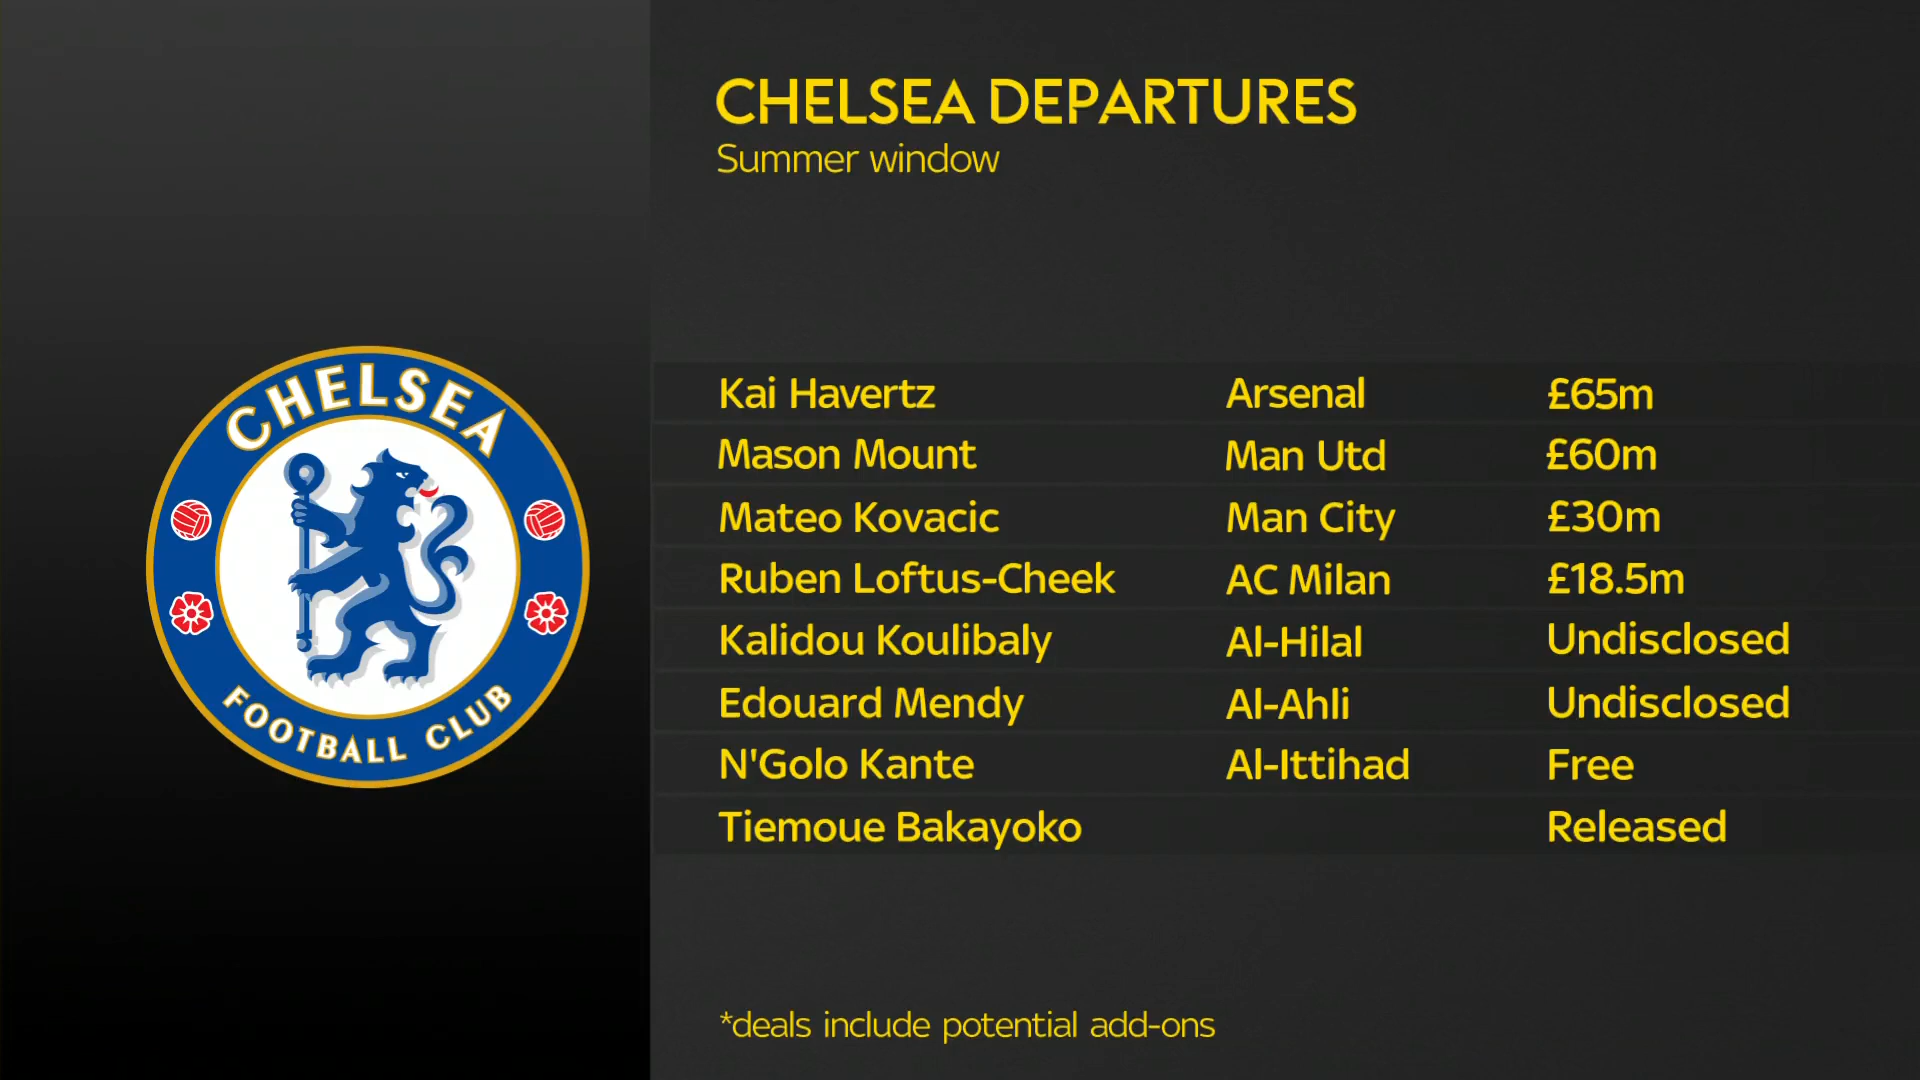 CHELSEA
FOOTBALL CLUB
CHELSEA DEPARTURES
Summer window
Kai Havertz Arsenal £65m
Mason Mount Man Utd £60m
Mateo Kovacic Man City £30m
Ruben Loftus-Cheek AC Milan £18.5m
Kalidou Koulibaly Al-Hilal Undisclosed
Edouard Mendy Al-Ahli Undisclosed
N'Golo Kante Al-Ittihad Free
Tiemoue Bakayoko Released
*deals include potential add-ons